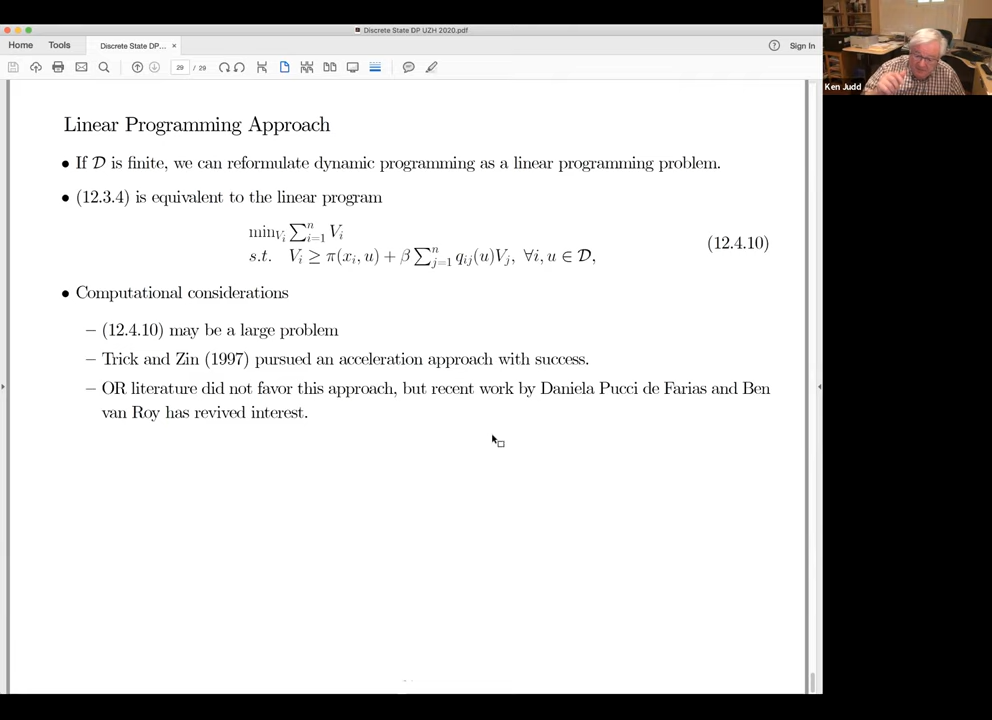 Discrete State DP UZH 2020.pdf
Home Tools Discrete State DP... × Sign In
29 / 29
Ken Judd
Linear Programming Approach
• If 𝒟 is finite, we can reformulate dynamic programming as a linear programming problem.
• (12.3.4) is equivalent to the linear program
min_{V_i} ∑_{i=1}^n V_i
s.t. V_i ≥ π(x_i, u) + β ∑_{j=1}^n q_{ij}(u)V_j, ∀i, u ∈ 𝒟, (12.4.10)
• Computational considerations
– (12.4.10) may be a large problem
– Trick and Zin (1997) pursued an acceleration approach with success.
– OR literature did not favor this approach, but recent work by Daniela Pucci de Farias and Ben
van Roy has revived interest.